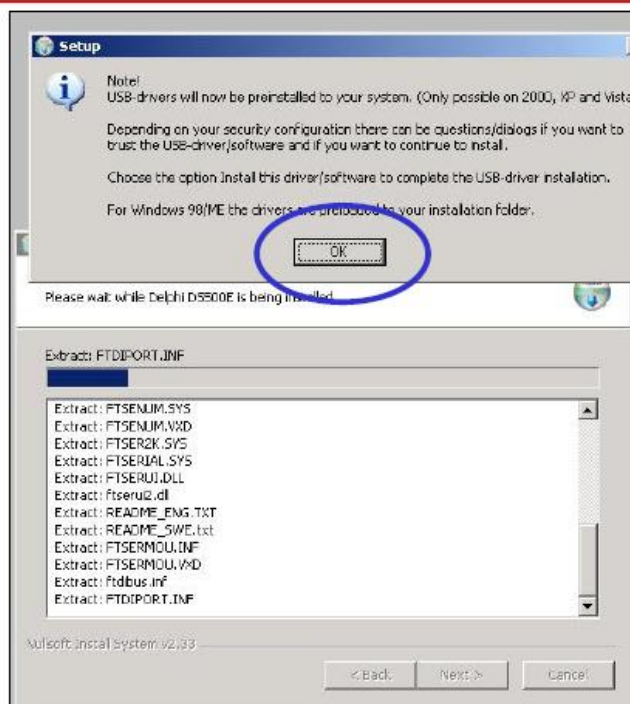 Setup
Note!
USB-drivers will now be preinstalled to your system. (Only possible on 2000, XP and Vista
Depending on your security configuration there can be questions/dialogs if you want to
trust the USB-driver/software and if you want to continue to install.
Choose the option Install this driver/software to complete the USB-driver installation.
For Windows 98/ME the drivers are preloaded to your installation folder.
OK
Please wait while Delphi DS500E is being installed
Extract: FTDIPORT.INF
Extract: FTSENUM.SYS
Extract: FTSENUM.VXD
Extract: FTSER2K.SYS
Extract: FTSERIAL.SYS
Extract: FTSERUI.DLL
Extract: ftserui2.dll
Extract: README_ENG.TXT
Extract: README_SWE.txt
Extract: FTSERMOU.INF
Extract: FTSERMOU.VXD
Extract: ftdibus.inf
Extract: FTDIPORT.INF
Nullsoft Install System v2.33
< Back
Next >
Cancel